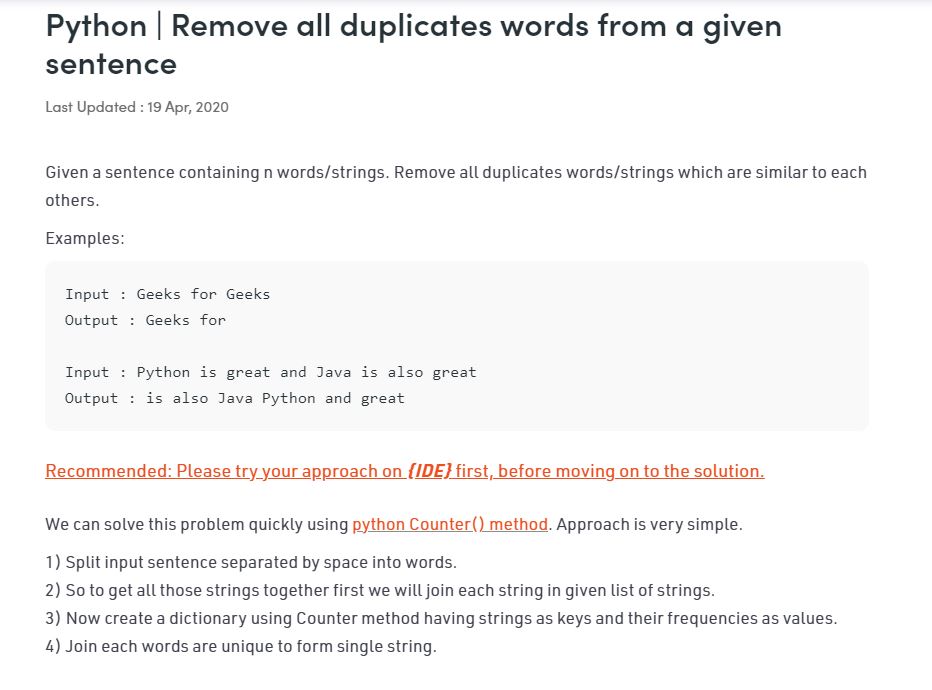 Python | Remove all duplicates words from a given
sentence
Last Updated : 19 Apr, 2020
Given a sentence containing n words/strings. Remove all duplicates words/strings which are similar to each
others.
Examples:
Input : Geeks for Geeks
Output : Geeks for
Input : Python is great and Java is also great
Output : is also Java Python and great
Recommended: Please try your approach on {IDE} first, before moving on to the solution.
We can solve this problem quickly using python Counter() method. Approach is very simple.
1) Split input sentence separated by space into words.
2) So to get all those strings together first we will join each string in given list of strings.
3) Now create a dictionary using Counter method having strings as keys and their frequencies as values.
4) Join each words are unique to form single string.